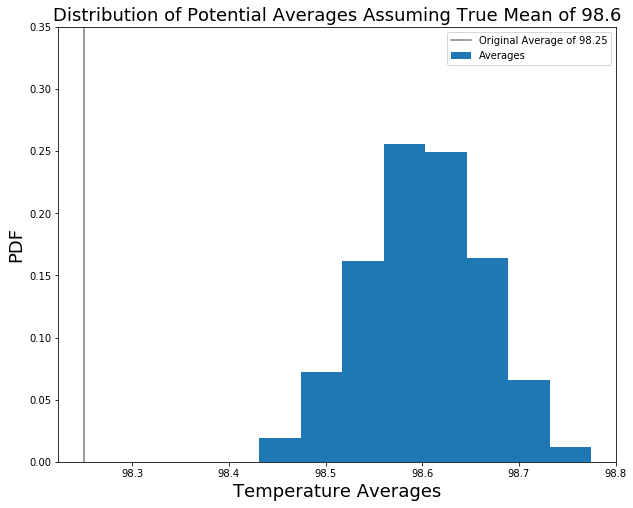 Distribution of Potential Averages Assuming True Mean of 98.6
Original Average of 98.25
Averages
PDF
0.35
0.30
0.25
0.20
0.15
0.10
0.05
0.00
98.3 98.4 98.5 98.6 98.7 98.8
Temperature Averages